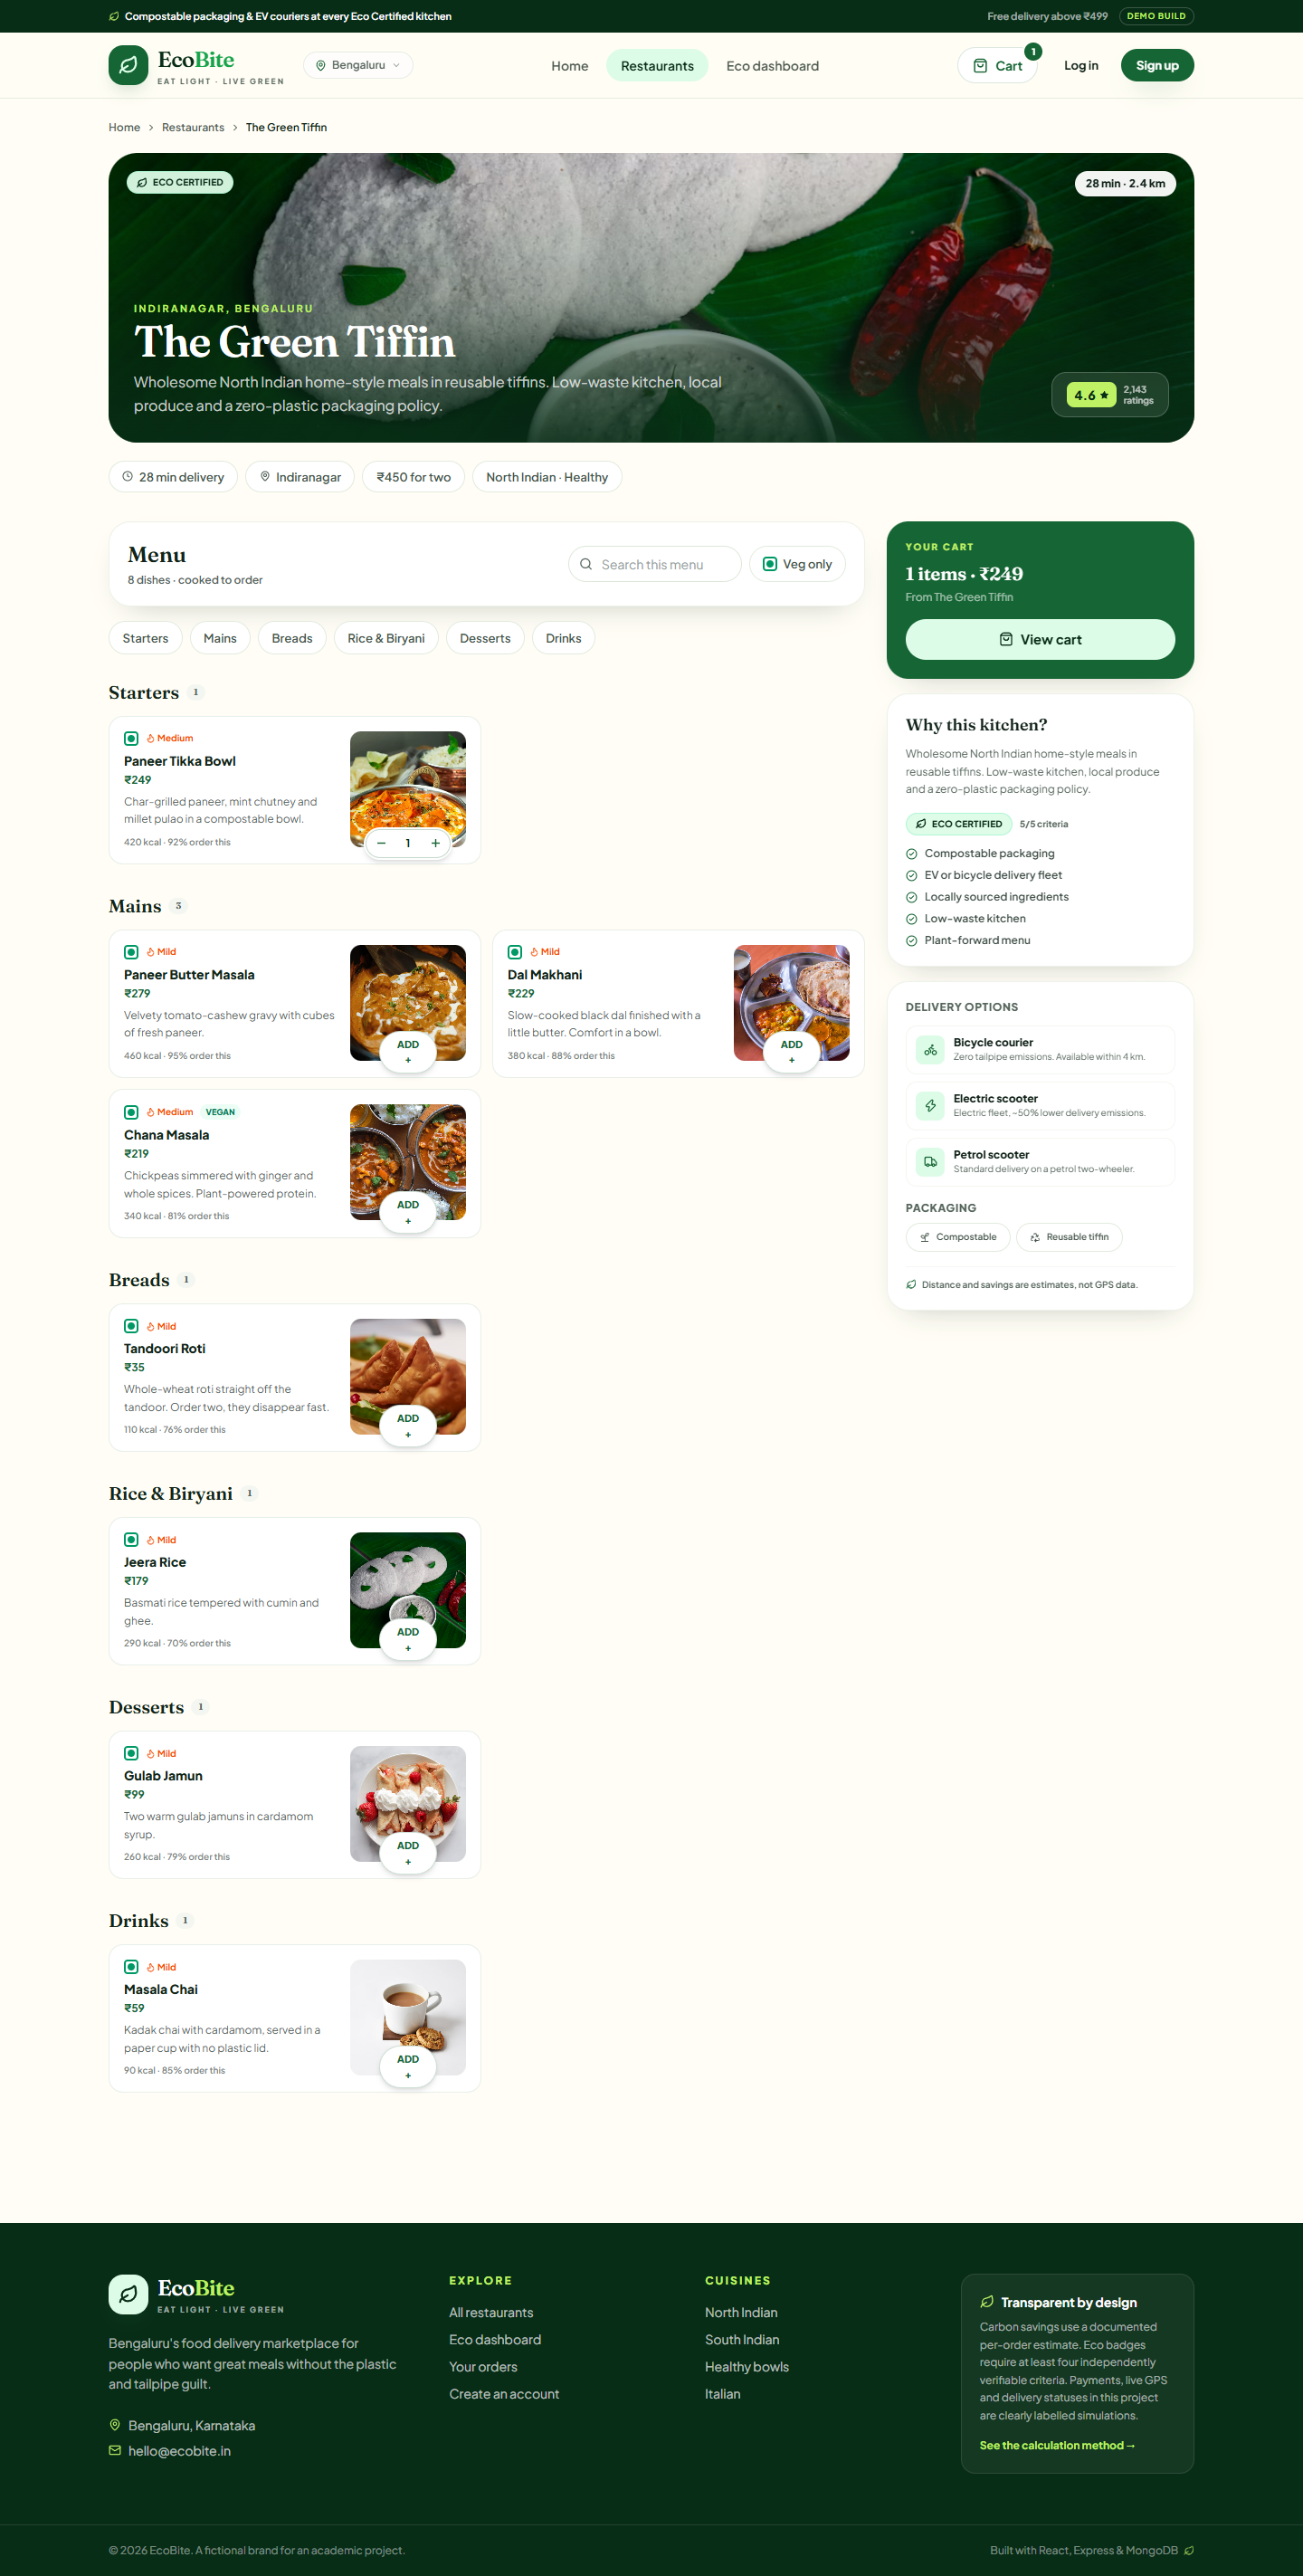 Compostable packaging & EV couriers at every Eco Certified kitchen
Free delivery above ₹499
DEMO BUILD
EcoBite
EAT LIGHT · LIVE GREEN
Bengaluru
Home
Restaurants
Eco dashboard
Cart
1
Log in
Sign up
Home > Restaurants > The Green Tiffin
ECO CERTIFIED
28 min · 2.4 km
INDIRANAGAR, BENGALURU
The Green Tiffin
Wholesome North Indian home-style meals in reusable tiffins. Low-waste kitchen, local
produce and a zero-plastic packaging policy.
4.6 ★
2,143
ratings
28 min delivery
Indiranagar
₹450 for two
North Indian · Healthy
Menu
8 dishes · cooked to order
Search this menu
Veg only
Starters
Mains
Breads
Rice & Biryani
Desserts
Drinks
Starters 1
Medium
Paneer Tikka Bowl
₹249
Char-grilled paneer, mint chutney and
millet pulao in a compostable bowl.
420 kcal · 92% order this
− 1 +
Mains 3
Mild
Paneer Butter Masala
₹279
Velvety tomato-cashew gravy with cubes
of fresh paneer.
460 kcal · 95% order this
ADD
+
Mild
Dal Makhani
₹229
Slow-cooked black dal finished with a
little butter. Comfort in a bowl.
380 kcal · 88% order this
ADD
+
Medium VEGAN
Chana Masala
₹219
Chickpeas simmered with ginger and
whole spices. Plant-powered protein.
340 kcal · 81% order this
ADD
+
Breads 1
Mild
Tandoori Roti
₹35
Whole-wheat roti straight off the
tandoor. Order two, they disappear fast.
110 kcal · 76% order this
ADD
+
Rice & Biryani 1
Mild
Jeera Rice
₹179
Basmati rice tempered with cumin and
ghee.
290 kcal · 70% order this
ADD
+
Desserts 1
Mild
Gulab Jamun
₹99
Two warm gulab jamuns in cardamom
syrup.
260 kcal · 79% order this
ADD
+
Drinks 1
Mild
Masala Chai
₹59
Kadak chai with cardamom, served in a
paper cup with no plastic lid.
90 kcal · 85% order this
ADD
+
YOUR CART
1 items · ₹249
From The Green Tiffin
View cart
Why this kitchen?
Wholesome North Indian home-style meals in
reusable tiffins. Low-waste kitchen, local produce
and a zero-plastic packaging policy.
ECO CERTIFIED 5/5 criteria
Compostable packaging
EV or bicycle delivery fleet
Locally sourced ingredients
Low-waste kitchen
Plant-forward menu
DELIVERY OPTIONS
Bicycle courier
Zero tailpipe emissions. Available within 4 km.
Electric scooter
Electric fleet, ~50% lower delivery emissions.
Petrol scooter
Standard delivery on a petrol two-wheeler.
PACKAGING
Compostable
Reusable tiffin
Distance and savings are estimates, not GPS data.
EcoBite
EAT LIGHT · LIVE GREEN
Bengaluru's food delivery marketplace for
people who want great meals without the plastic
and tailpipe guilt.
Bengaluru, Karnataka
hello@ecobite.in
EXPLORE
All restaurants
Eco dashboard
Your orders
Create an account
CUISINES
North Indian
South Indian
Healthy bowls
Italian
Transparent by design
Carbon savings use a documented
per-order estimate. Eco badges
require at least four independently
verifiable criteria. Payments, live GPS
and delivery statuses in this project
are clearly labelled simulations.
See the calculation method →
© 2026 EcoBite. A fictional brand for an academic project.
Built with React, Express & MongoDB